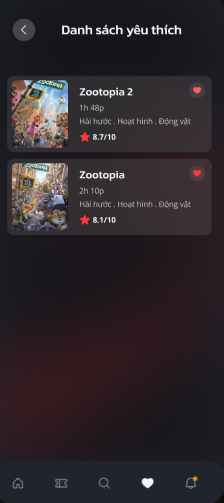 Danh sách yêu thích
Zootopia 2
1h 48p
Hài hước . Hoạt hình . Động vật
8.7/10
Zootopia
2h 10p
Hài hước . Hoạt hình . Động vật
8.1/10